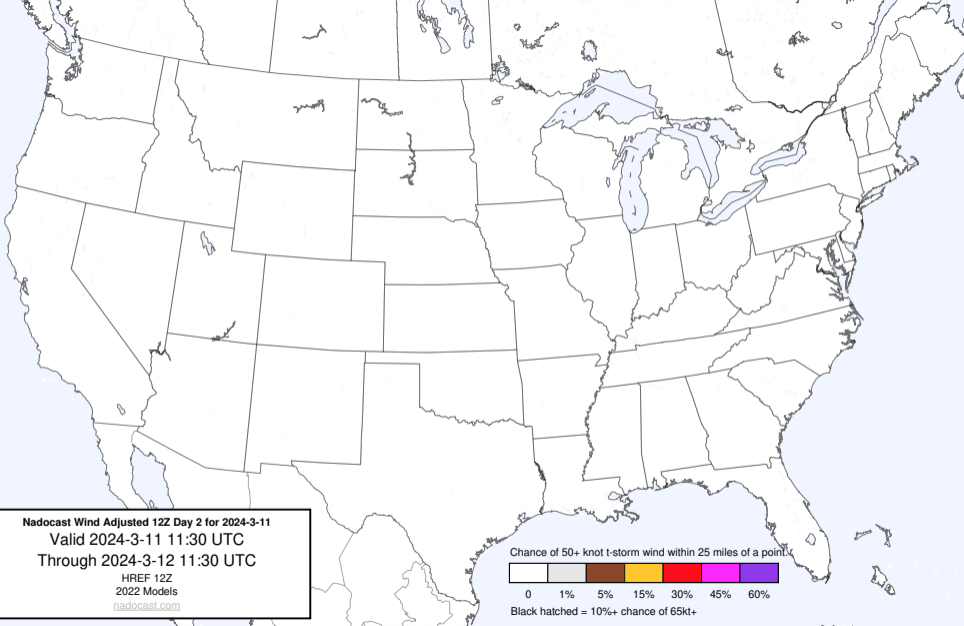 Nadocast Wind Adjusted 12Z Day 2 for 2024-3-11
Valid 2024-3-11 11:30 UTC
Through 2024-3-12 11:30 UTC
HREF 12Z
2022 Models
nadocast.com
Chance of 50+ knot t-storm wind within 25 miles of a point.
0 1% 5% 15% 30% 45% 60%
Black hatched = 10%+ chance of 65kt+